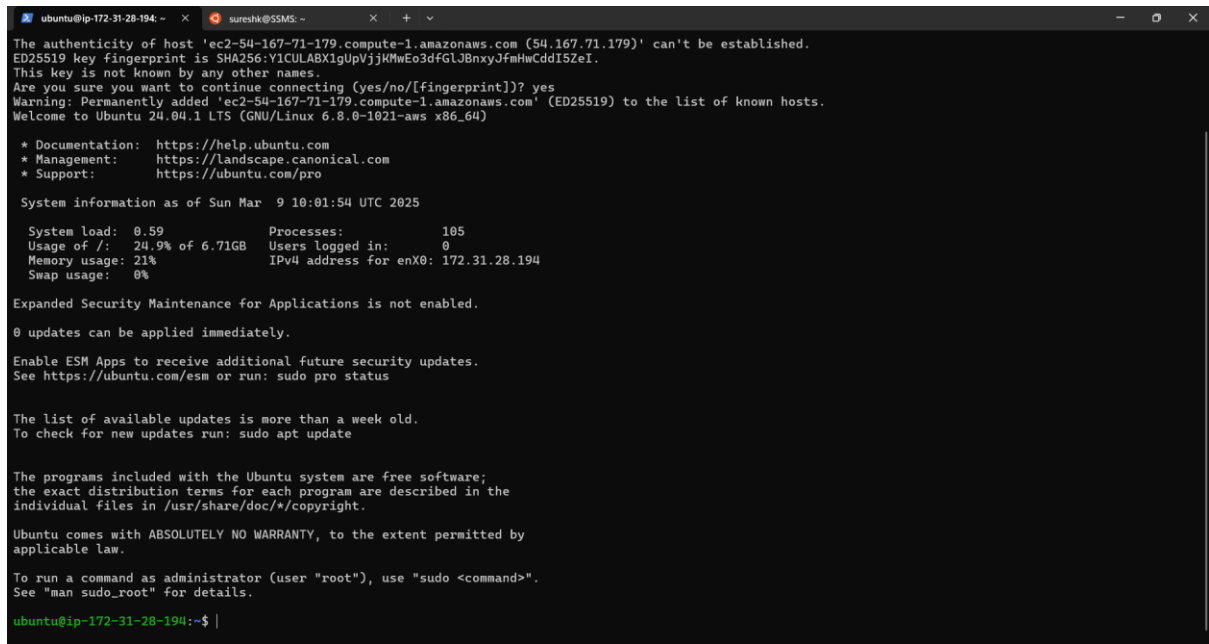 ubuntu@ip-172-31-28-194: ~
sureshk@SSMS: ~
The authenticity of host 'ec2-54-167-71-179.compute-1.amazonaws.com (54.167.71.179)' can't be established.
ED25519 key fingerprint is SHA256:Y1CULABX1gUpVjjKMwEo3dfGlJBnxyJfmHwCddI5ZeI.
This key is not known by any other names.
Are you sure you want to continue connecting (yes/no/[fingerprint])? yes
Warning: Permanently added 'ec2-54-167-71-179.compute-1.amazonaws.com' (ED25519) to the list of known hosts.
Welcome to Ubuntu 24.04.1 LTS (GNU/Linux 6.8.0-1021-aws x86_64)
* Documentation:  https://help.ubuntu.com
* Management:     https://landscape.canonical.com
* Support:        https://ubuntu.com/pro
System information as of Sun Mar  9 10:01:54 UTC 2025
System load:  0.59               Processes:             105
Usage of /:   24.9% of 6.71GB   Users logged in:       0
Memory usage: 21%                IPv4 address for enX0: 172.31.28.194
Swap usage:   0%
Expanded Security Maintenance for Applications is not enabled.
0 updates can be applied immediately.
Enable ESM Apps to receive additional future security updates.
See https://ubuntu.com/esm or run: sudo pro status
The list of available updates is more than a week old.
To check for new updates run: sudo apt update
The programs included with the Ubuntu system are free software;
the exact distribution terms for each program are described in the
individual files in /usr/share/doc/*/copyright.
Ubuntu comes with ABSOLUTELY NO WARRANTY, to the extent permitted by
applicable law.
To run a command as administrator (user "root"), use "sudo <command>".
See "man sudo_root" for details.
ubuntu@ip-172-31-28-194:~$